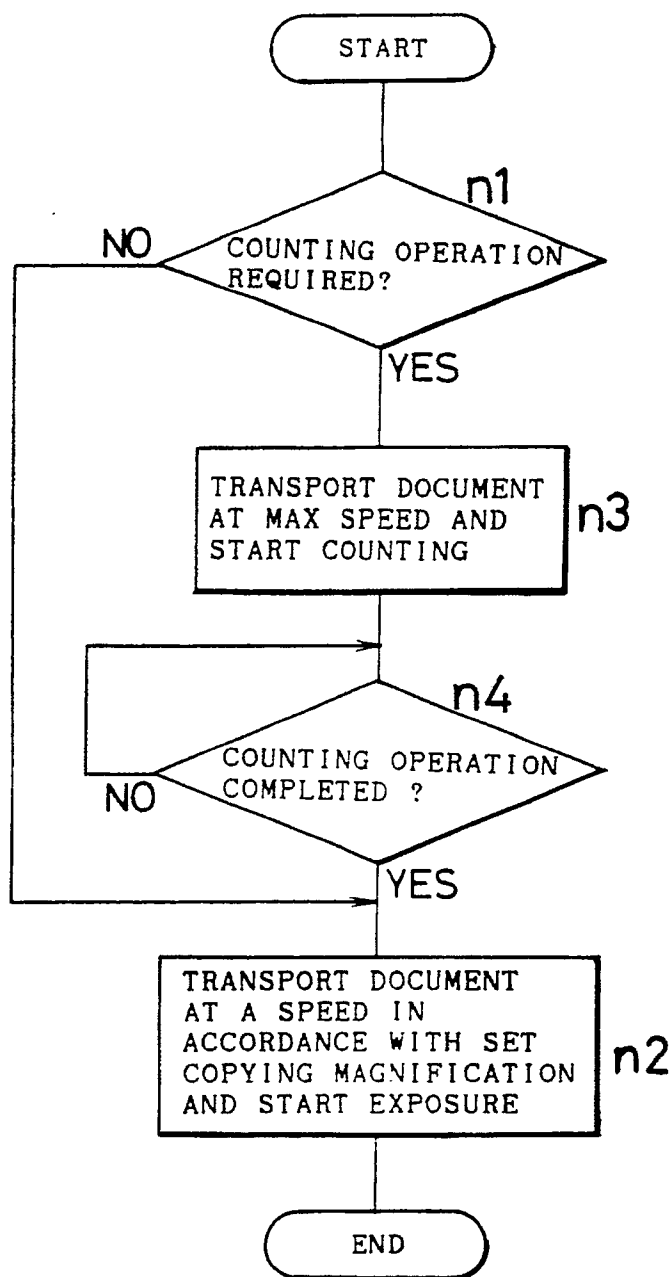 START
n1
NO
COUNTING OPERATION
REQUIRED?
YES
TRANSPORT DOCUMENT
AT MAX SPEED AND
START COUNTING
n3
n4
COUNTING OPERATION
COMPLETED ?
NO
YES
TRANSPORT DOCUMENT
AT A SPEED IN
ACCORDANCE WITH SET
COPYING MAGNIFICATION
AND START EXPOSURE
n2
END